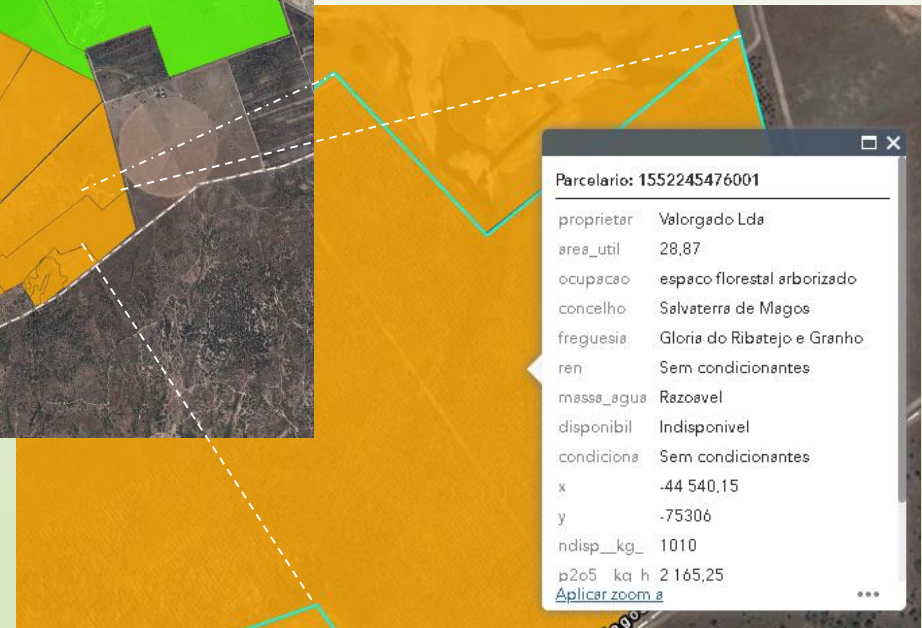 Parcelario: 1552245476001
proprietar Valorgado Lda
area_util 28,87
ocupacao espaco florestal arborizado
concelho Salvaterra de Magos
freguesia Gloria do Ribatejo e Granho
ren Sem condicionantes
massa_agua Razoavel
disponibil Indisponivel
condiciona Sem condicionantes
x -44 540,15
y -75306
ndisp__kg_ 1010
p2o5_kg_h 2 165,25
Aplicar zoom a